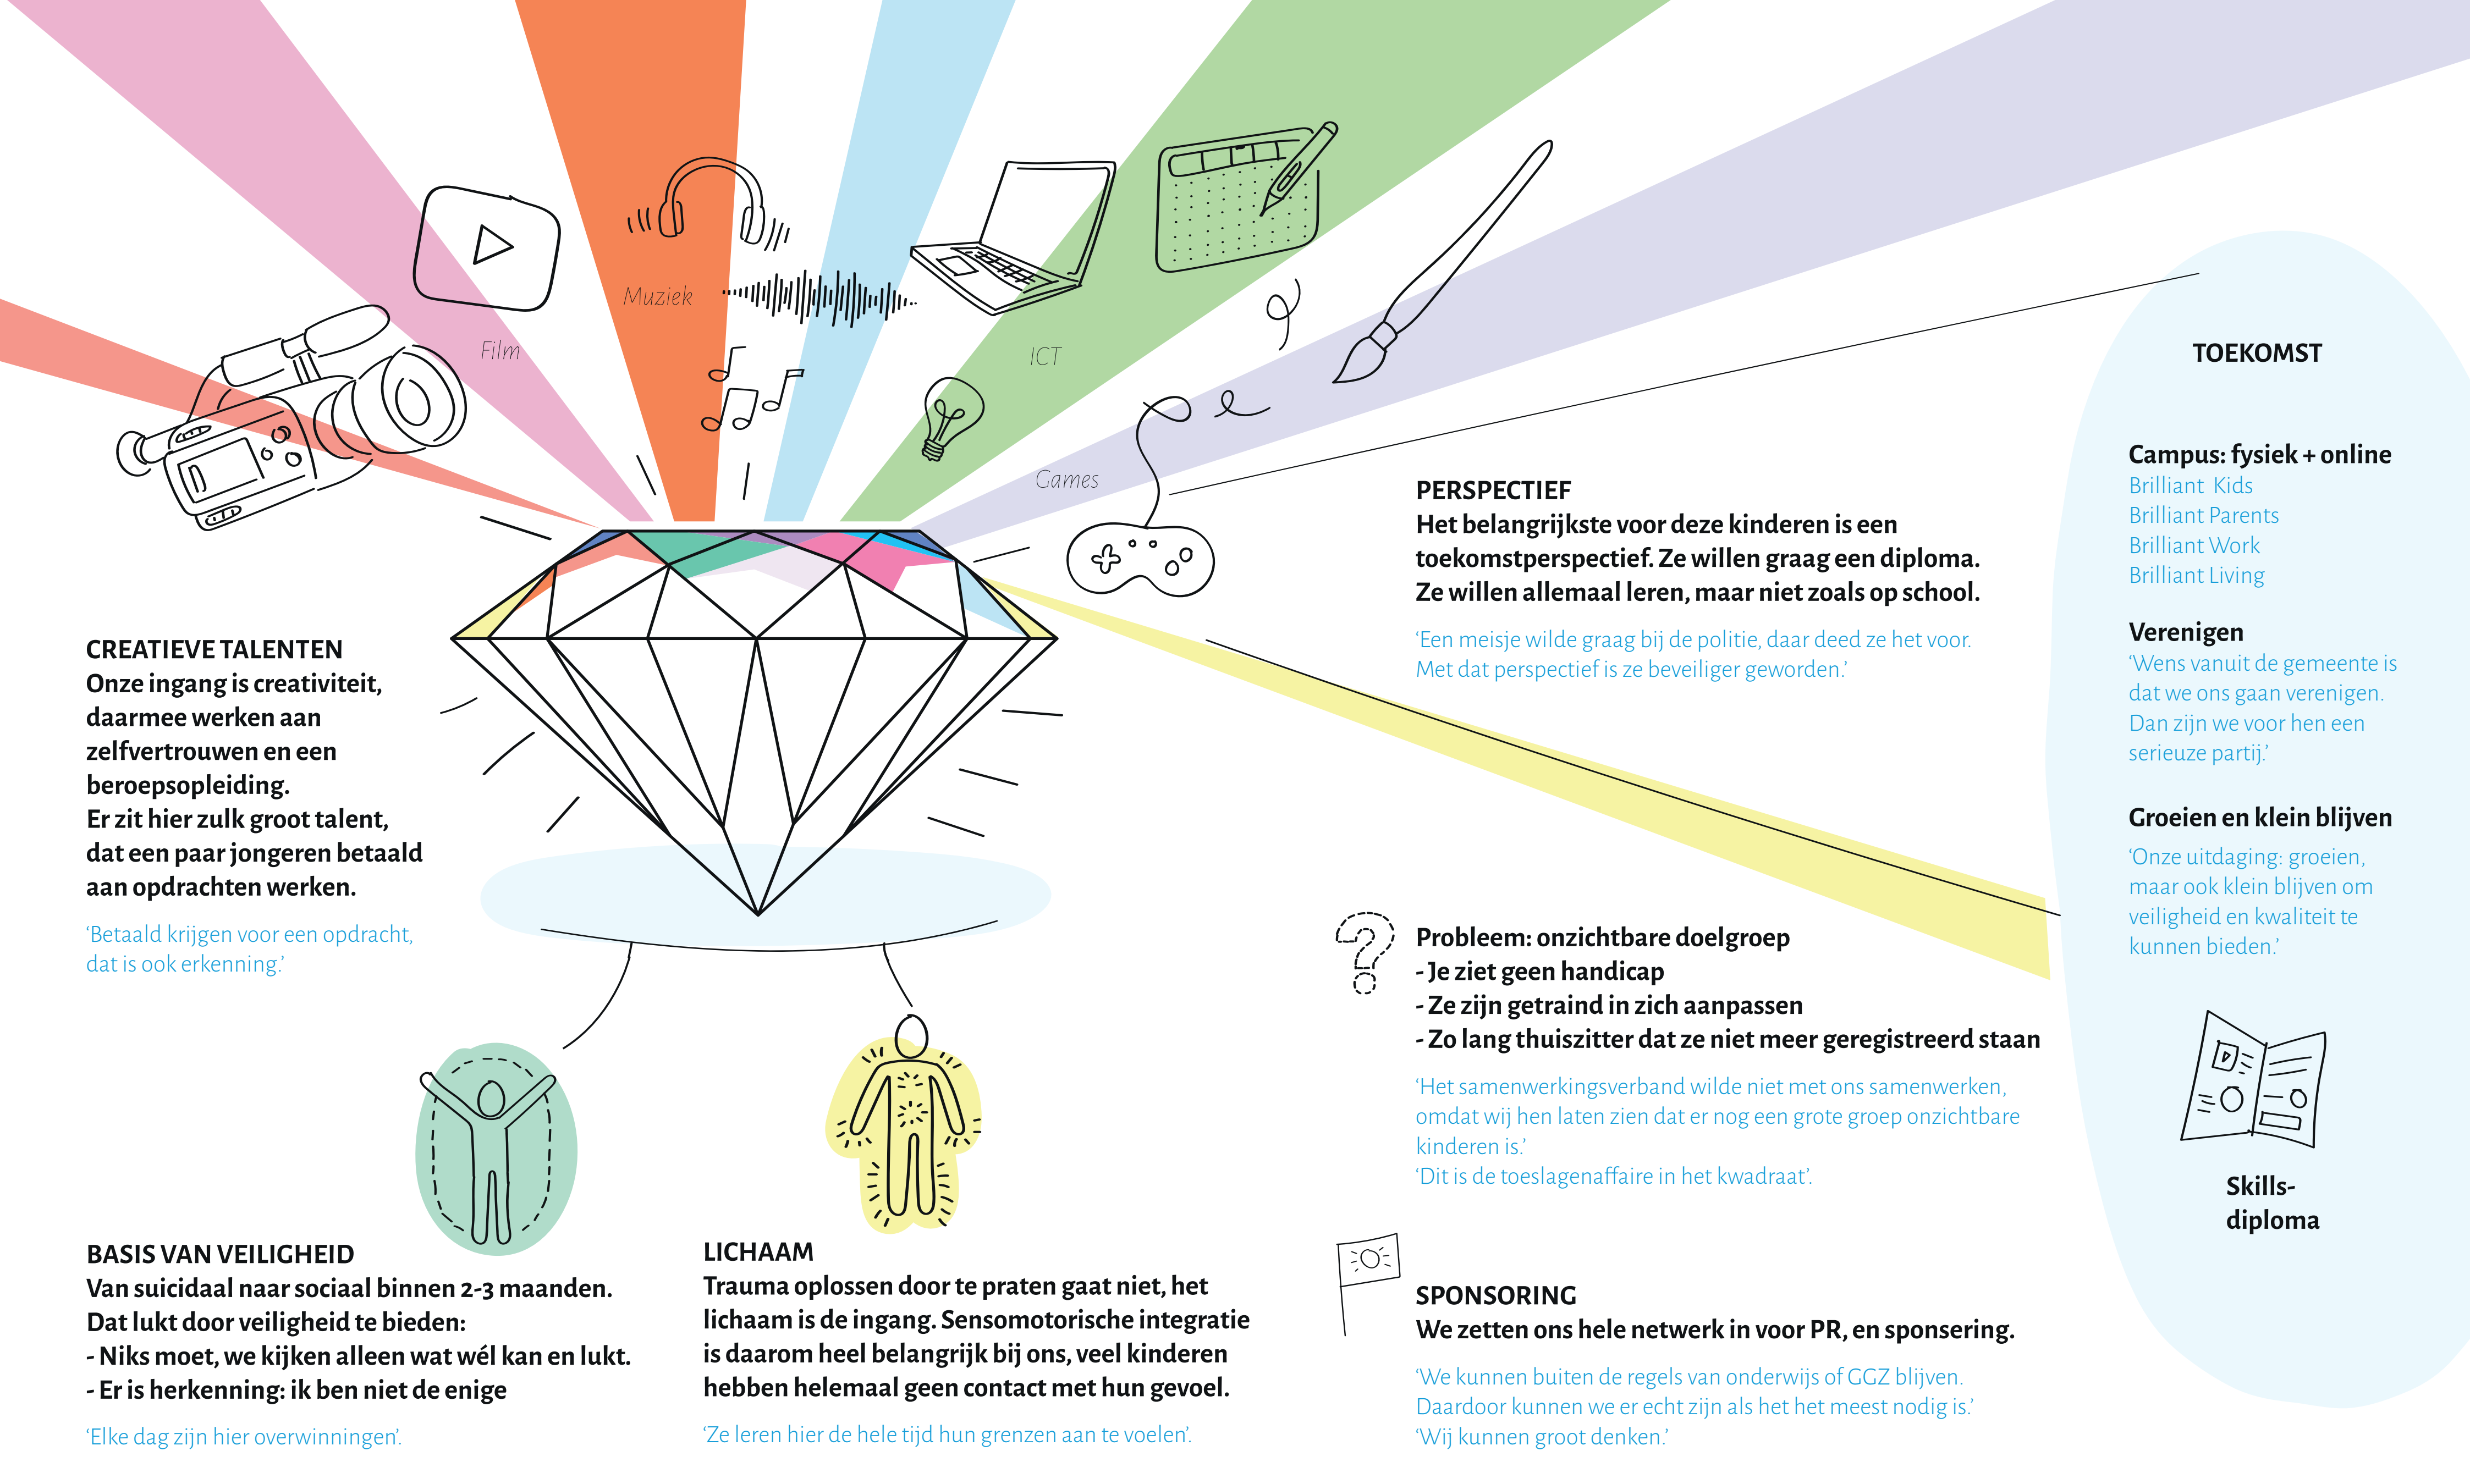 Film
Muziek
ICT
Games
CREATIEVE TALENTEN
Onze ingang is creativiteit,
daarmee werken aan
zelfvertrouwen en een
beroepsopleiding.
Er zit hier zulk groot talent,
dat een paar jongeren betaald
aan opdrachten werken.
‘Betaald krijgen voor een opdracht,
dat is ook erkenning.’
BASIS VAN VEILIGHEID
Van suicidaal naar sociaal binnen 2-3 maanden.
Dat lukt door veiligheid te bieden:
- Niks moet, we kijken alleen wat wél kan en lukt.
- Er is herkenning: ik ben niet de enige
‘Elke dag zijn hier overwinningen’.
LICHAAM
Trauma oplossen door te praten gaat niet, het
lichaam is de ingang. Sensomotorische integratie
is daarom heel belangrijk bij ons, veel kinderen
hebben helemaal geen contact met hun gevoel.
‘Ze leren hier de hele tijd hun grenzen aan te voelen’.
PERSPECTIEF
Het belangrijkste voor deze kinderen is een
toekomstperspectief. Ze willen graag een diploma.
Ze willen allemaal leren, maar niet zoals op school.
‘Een meisje wilde graag bij de politie, daar deed ze het voor.
Met dat perspectief is ze beveiliger geworden.’
Probleem: onzichtbare doelgroep
- Je ziet geen handicap
- Ze zijn getraind in zich aanpassen
- Zo lang thuiszitter dat ze niet meer geregistreerd staan
‘Het samenwerkingsverband wilde niet met ons samenwerken,
omdat wij hen laten zien dat er nog een grote groep onzichtbare
kinderen is.’
‘Dit is de toeslagenaffaire in het kwadraat’.
SPONSORING
We zetten ons hele netwerk in voor PR, en sponsering.
‘We kunnen buiten de regels van onderwijs of GGZ blijven.
Daardoor kunnen we er echt zijn als het het meest nodig is.’
‘Wij kunnen groot denken.’
TOEKOMST
Campus: fysiek + online
Brilliant Kids
Brilliant Parents
Brilliant Work
Brilliant Living
Verenigen
‘Wens vanuit de gemeente is
dat we ons gaan verenigen.
Dan zijn we voor hen een
serieuze partij.’
Groeien en klein blijven
‘Onze uitdaging: groeien,
maar ook klein blijven om
veiligheid en kwaliteit te
kunnen bieden.’
Skills-
diploma